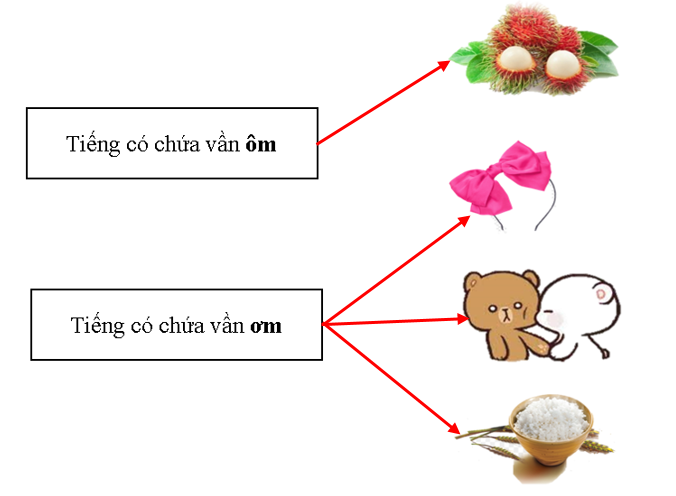 Tiếng có chứa vần ôm
Tiếng có chứa vần ơm